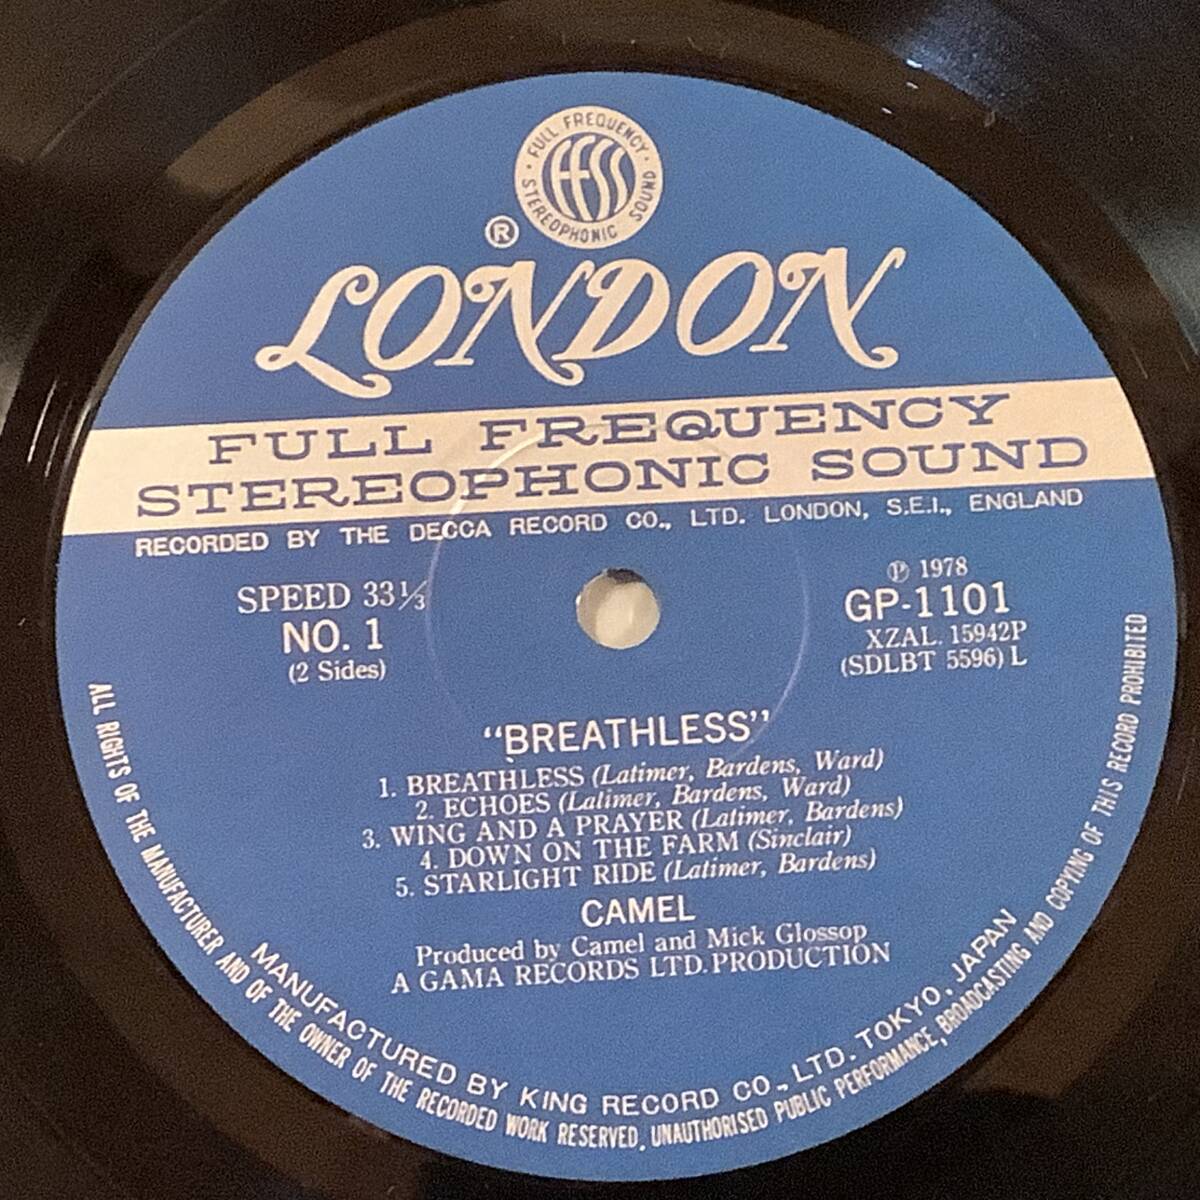 FULL FREQUENCY
STEREOPHONIC SOUND
FFSS
®
LONDON
FULL FREQUENCY
STEREOPHONIC SOUND
RECORDED BY THE DECCA RECORD CO., LTD. LONDON, S.E.I., ENGLAND
SPEED 33⅓
NO. 1
(2 Sides)
℗ 1978
GP-1101
XZAL. 15942P
(SDLBT 5596) L
“BREATHLESS”
1. BREATHLESS (Latimer, Bardens, Ward)
2. ECHOES (Latimer, Bardens, Ward)
3. WING AND A PRAYER (Latimer, Bardens)
4. DOWN ON THE FARM (Sinclair)
5. STARLIGHT RIDE (Latimer, Bardens)
CAMEL
Produced by Camel and Mick Glossop
A GAMA RECORDS LTD. PRODUCTION
MANUFACTURED BY KING RECORD CO., LTD. TOKYO, JAPAN
ALL RIGHTS OF THE MANUFACTURER AND OF THE OWNER OF THE RECORDED WORK RESERVED, UNAUTHORISED PUBLIC PERFORMANCE, BROADCASTING AND COPYING OF THIS RECORD PROHIBITED